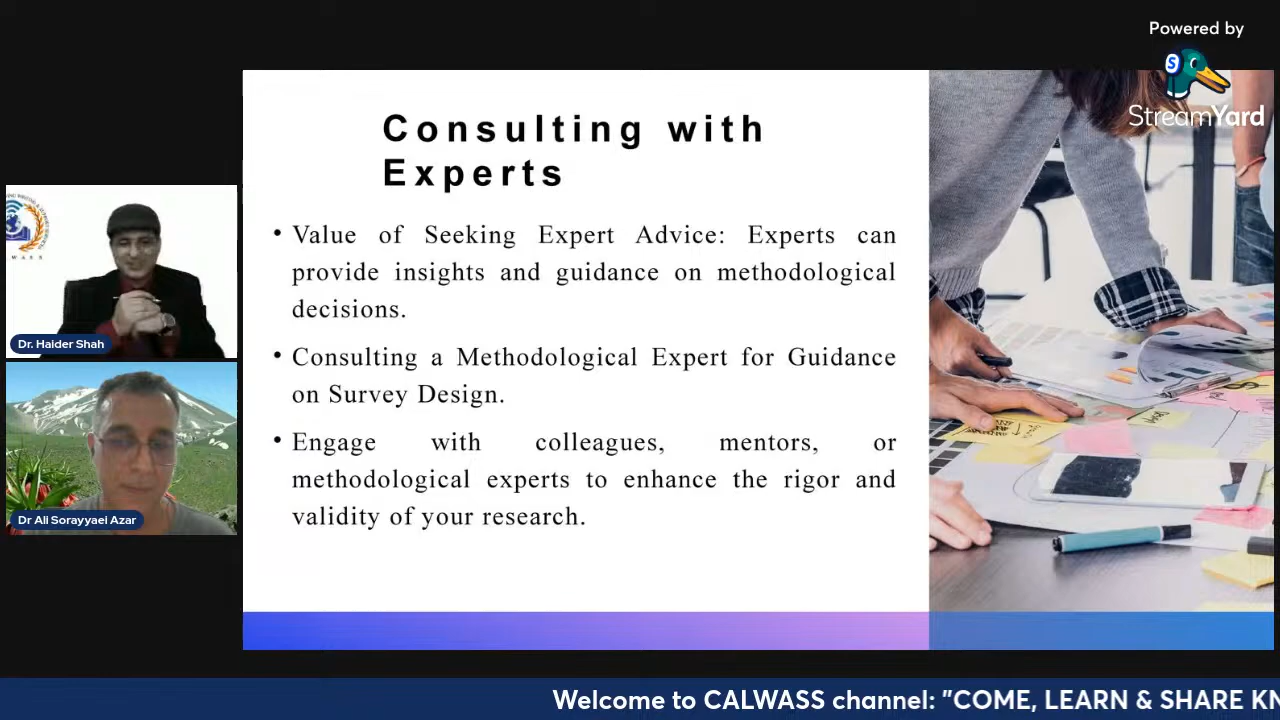 Powered by
StreamYard
Consulting with
Experts
• Value of Seeking Expert Advice: Experts can
provide insights and guidance on methodological
decisions.
• Consulting a Methodological Expert for Guidance
on Survey Design.
• Engage with colleagues, mentors, or
methodological experts to enhance the rigor and
validity of your research.
Dr. Haider Shah
Dr Ali Sorayyaei Azar
Welcome to CALWASS channel: "COME, LEARN & SHARE KN